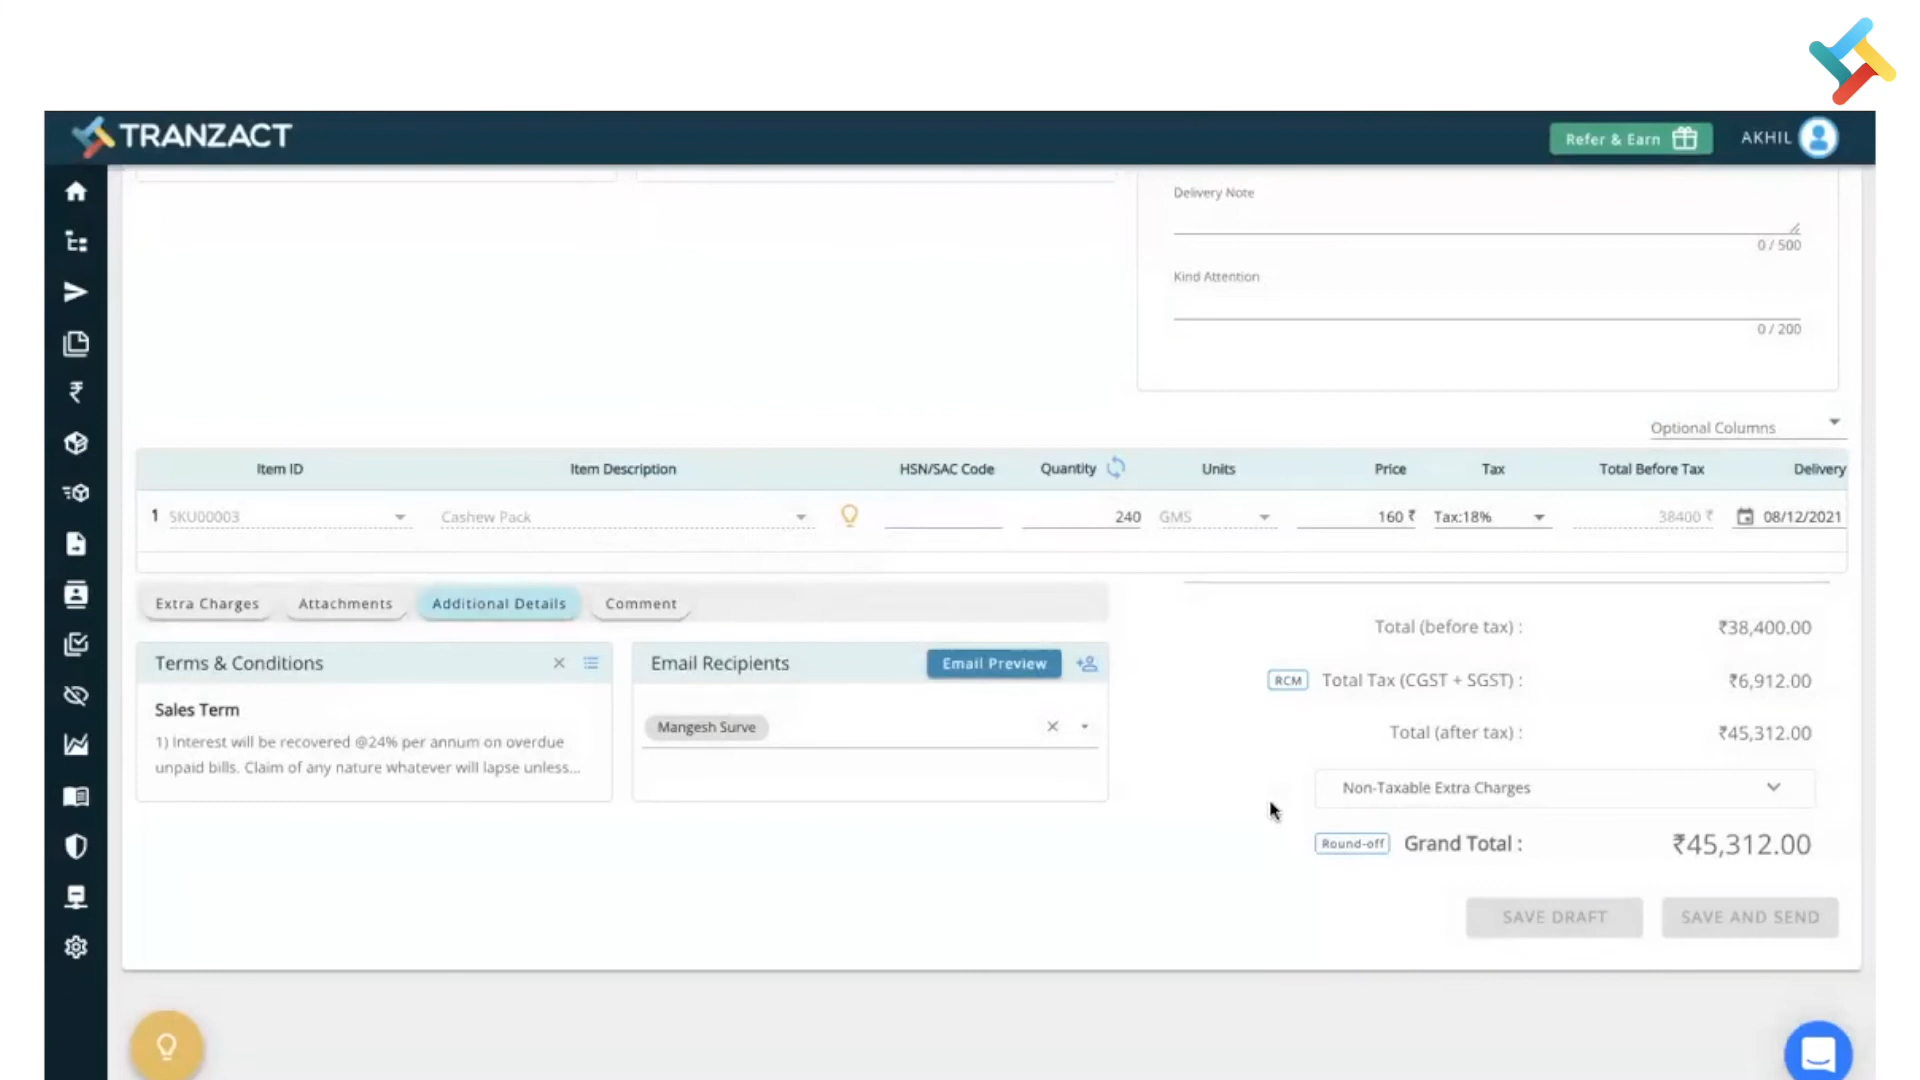 TRANZACT
Refer & Earn
AKHIL
Delivery Note
0 / 500
Kind Attention
0 / 200
Optional Columns
Item ID Item Description HSN/SAC Code Quantity Units Price Tax Total Before Tax Delivery
1 SKU00003 Cashew Pack 240 GMS 160 ₹ Tax:18% 38400 ₹ 08/12/2021
Extra Charges Attachments Additional Details Comment
Terms & Conditions
Sales Term
1) Interest will be recovered @24% per annum on overdue
unpaid bills. Claim of any nature whatever will lapse unless...
Email Recipients Email Preview
Mangesh Surve
Total (before tax) : ₹38,400.00
RCM Total Tax (CGST + SGST) : ₹6,912.00
Total (after tax) : ₹45,312.00
Non-Taxable Extra Charges
Round-off Grand Total : ₹45,312.00
SAVE DRAFT SAVE AND SEND